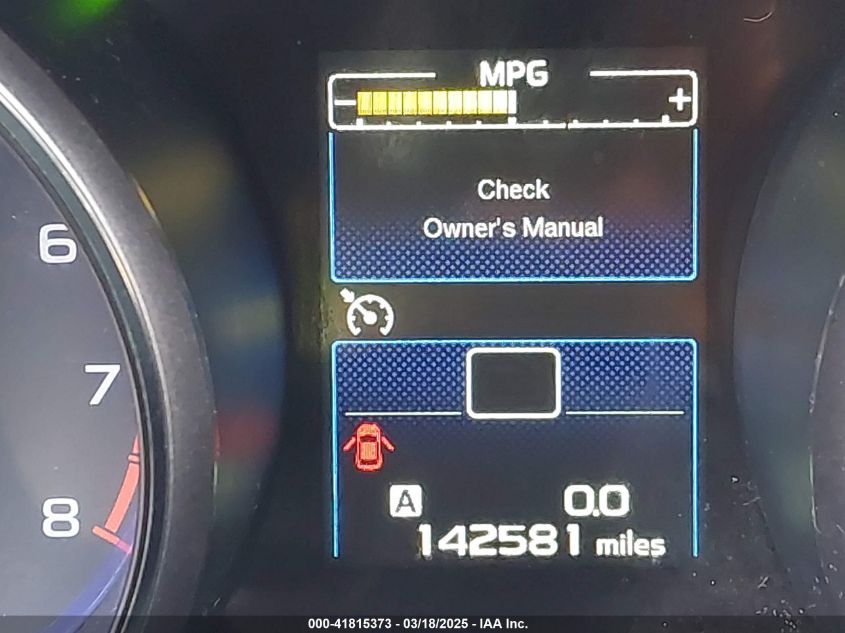 MPG
- +
Check
Owner's Manual
6
7
8
A 0.0
142581 miles
000-41815373 - 03/18/2025 - IAA Inc.